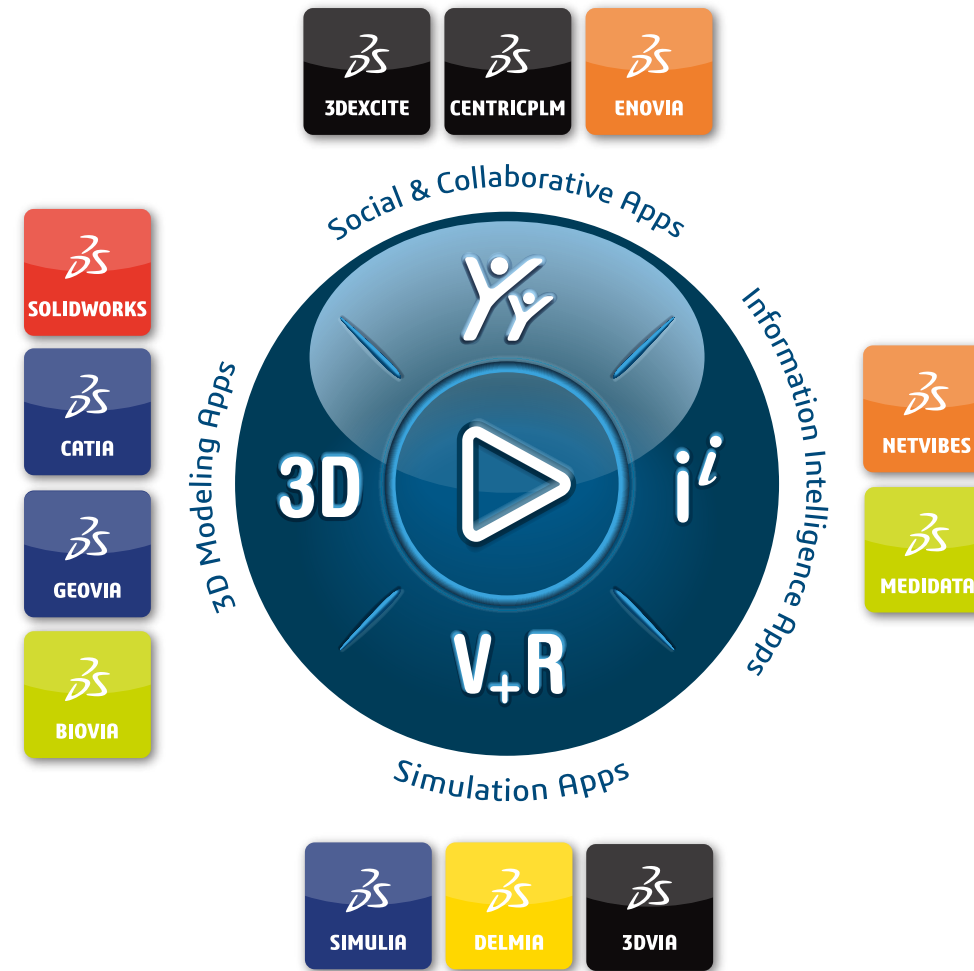 3DEXCITE
CENTRICPLM
ENOVIA
Social & Collaborative Apps
SOLIDWORKS
CATIA
GEOVIA
BIOVIA
3D Modeling Apps
3D
i i
V+R
Information Intelligence Apps
NETVIBES
MEDIDATA
Simulation Apps
SIMULIA
DELMIA
3DVIA